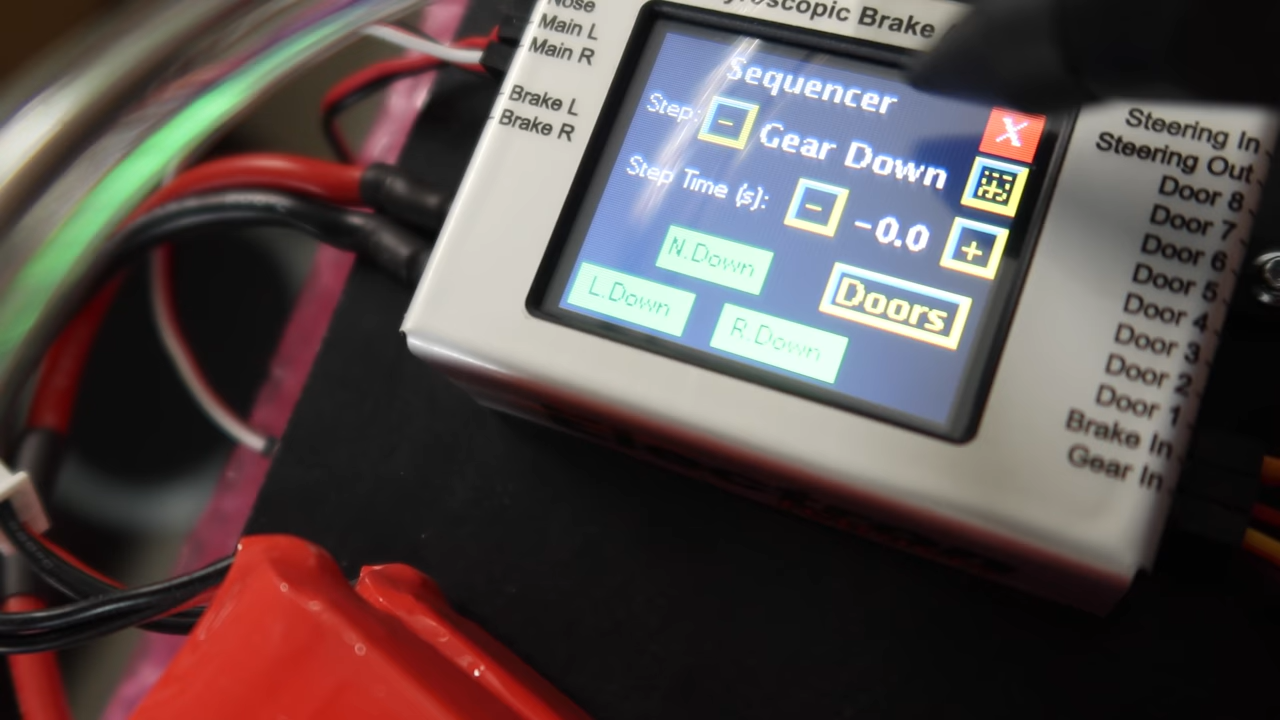 Gyroscopic Brake
Nose
Main L
Main R
Brake L
Brake R
Sequencer
X
Step:
-
Gear Down
Step Time (s):
-
-0.0
+
N.Down
L.Down
R.Down
Doors
Steering In
Steering Out
Door 8
Door 7
Door 6
Door 5
Door 4
Door 3
Door 2
Door 1
Brake In
Gear In